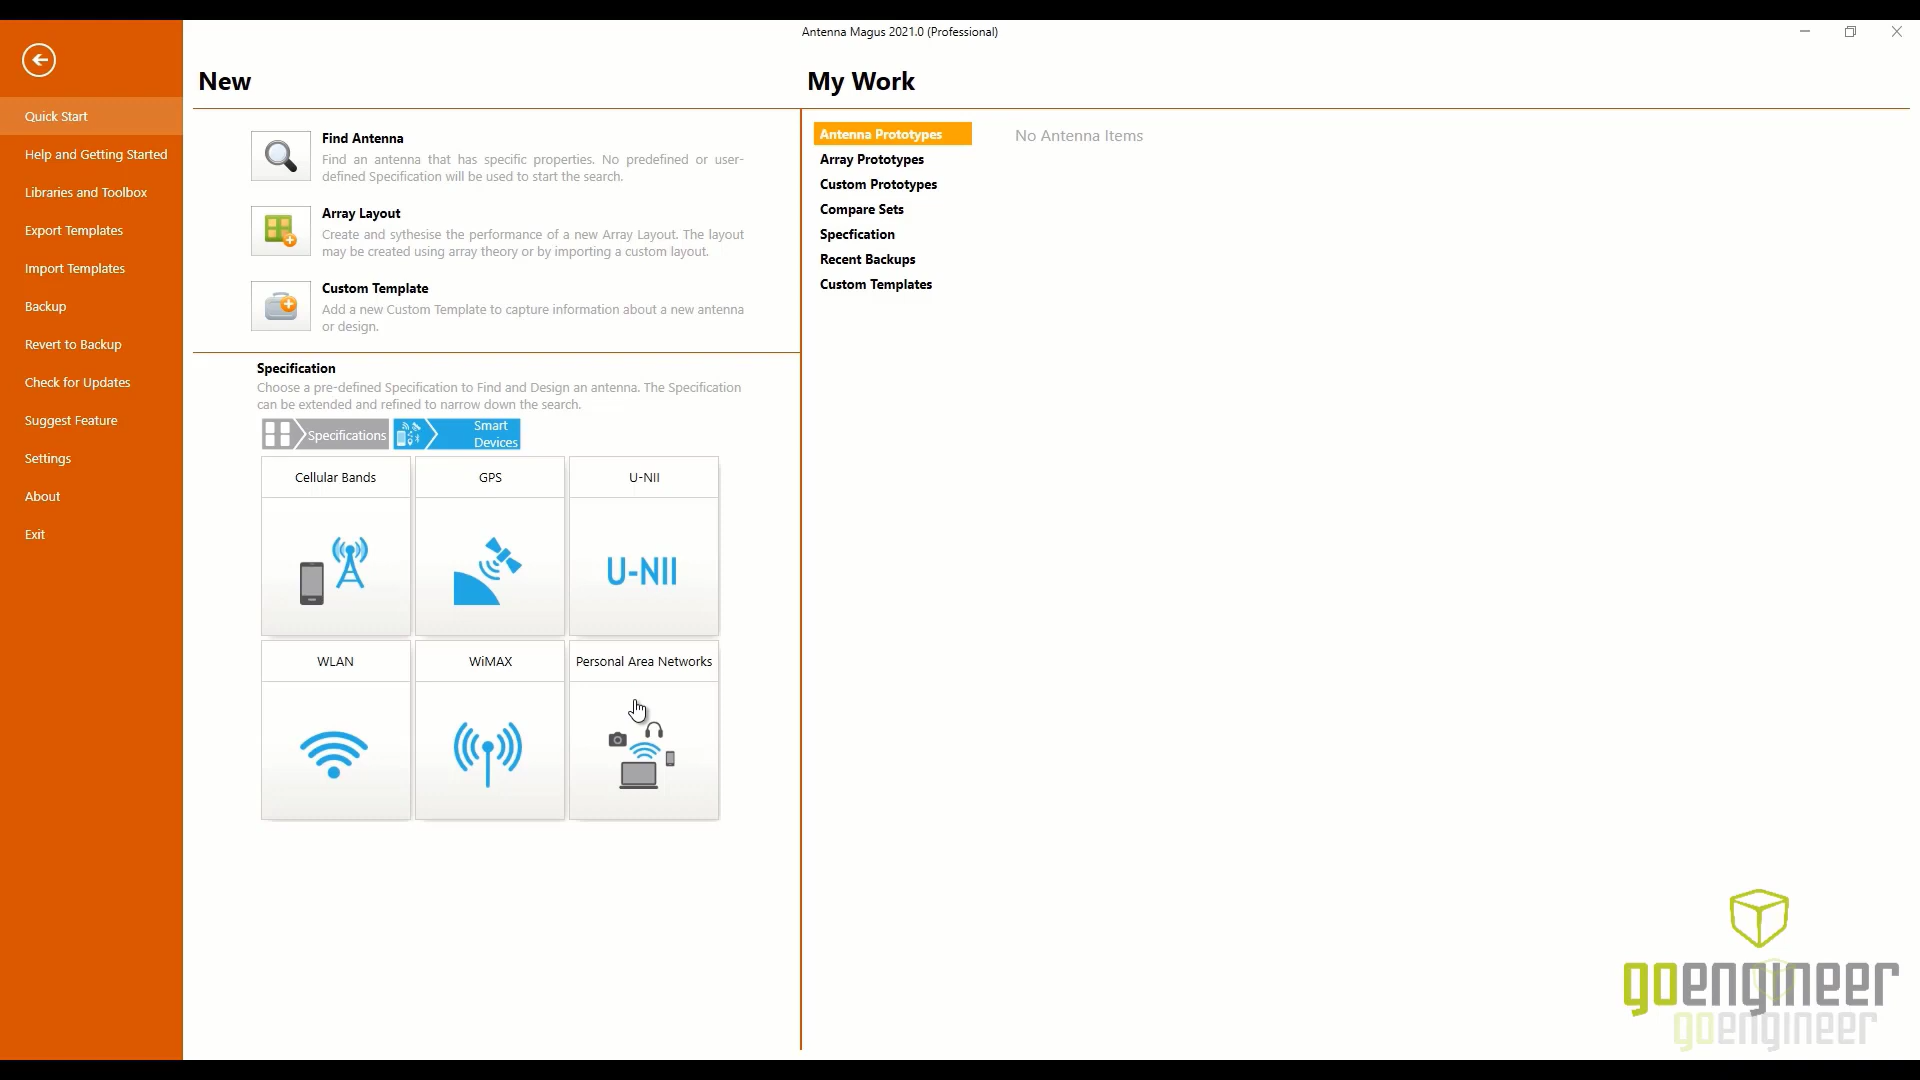 Antenna Magus 2021.0 (Professional)
Quick Start
Help and Getting Started
Libraries and Toolbox
Export Templates
Import Templates
Backup
Revert to Backup
Check for Updates
Suggest Feature
Settings
About
Exit
New
Find Antenna
Find an antenna that has specific properties. No predefined or user-
defined Specification will be used to start the search.
Array Layout
Create and sythesise the performance of a new Array Layout. The layout
may be created using array theory or by importing a custom layout.
Custom Template
Add a new Custom Template to capture information about a new antenna
or design.
Specification
Choose a pre-defined Specification to Find and Design an antenna. The Specification
can be extended and refined to narrow down the search.
Specifications
Smart
Devices
Cellular Bands
GPS
U-NII
U-NII
WLAN
WiMAX
Personal Area Networks
My Work
Antenna Prototypes
Array Prototypes
Custom Prototypes
Compare Sets
Specfication
Recent Backups
Custom Templates
No Antenna Items
goengineer
goengineer